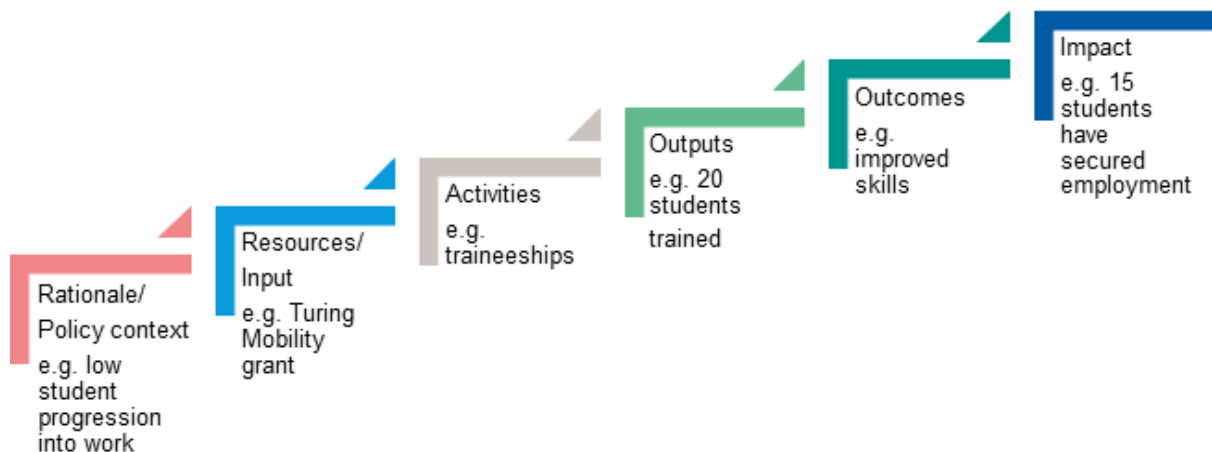 Rationale/
Policy context
e.g. low
student
progression
into work
Resources/
Input
e.g. Turing
Mobility
grant
Activities
e.g.
traineeships
Outputs
e.g. 20
students
trained
Outcomes
e.g.
improved
skills
Impact
e.g. 15
students
have
secured
employment